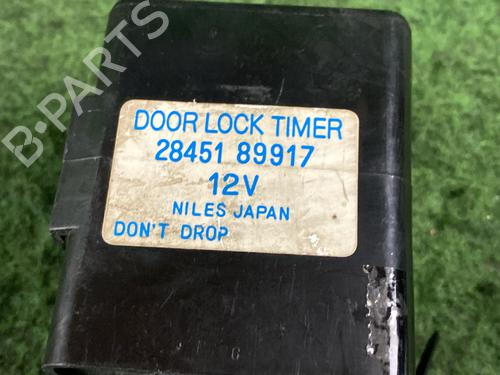 B-PARTS
DOOR LOCK TIMER
28451 89917
12V
NILES JAPAN
DON'T DROP